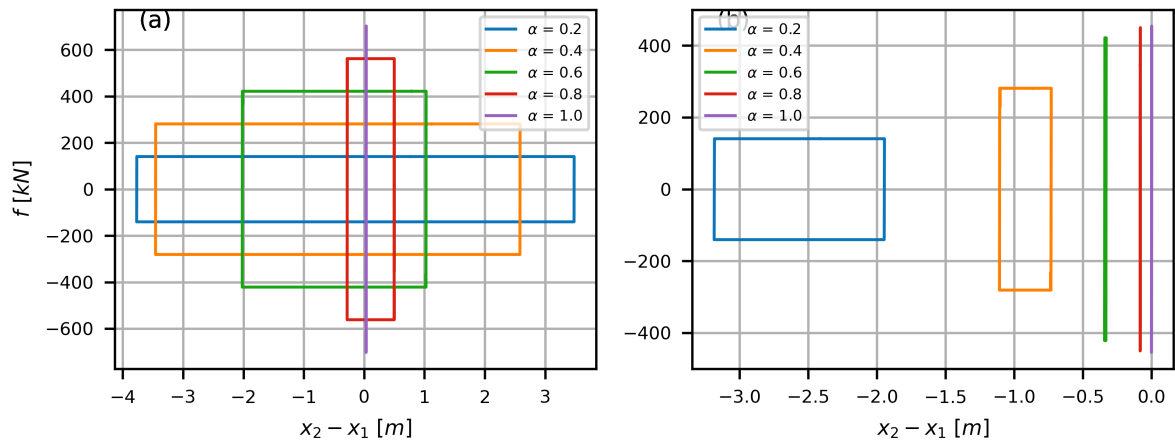 (a)
α = 0.2
α = 0.4
α = 0.6
α = 0.8
α = 1.0
600
400
200
0
−200
−400
−600
f [kN]
−4 −3 −2 −1 0 1 2 3
x₂ − x₁ [m]
(b)
α = 0.2
α = 0.4
α = 0.6
α = 0.8
α = 1.0
400
200
0
−200
−400
−3.0 −2.5 −2.0 −1.5 −1.0 −0.5 0.0
x₂ − x₁ [m]